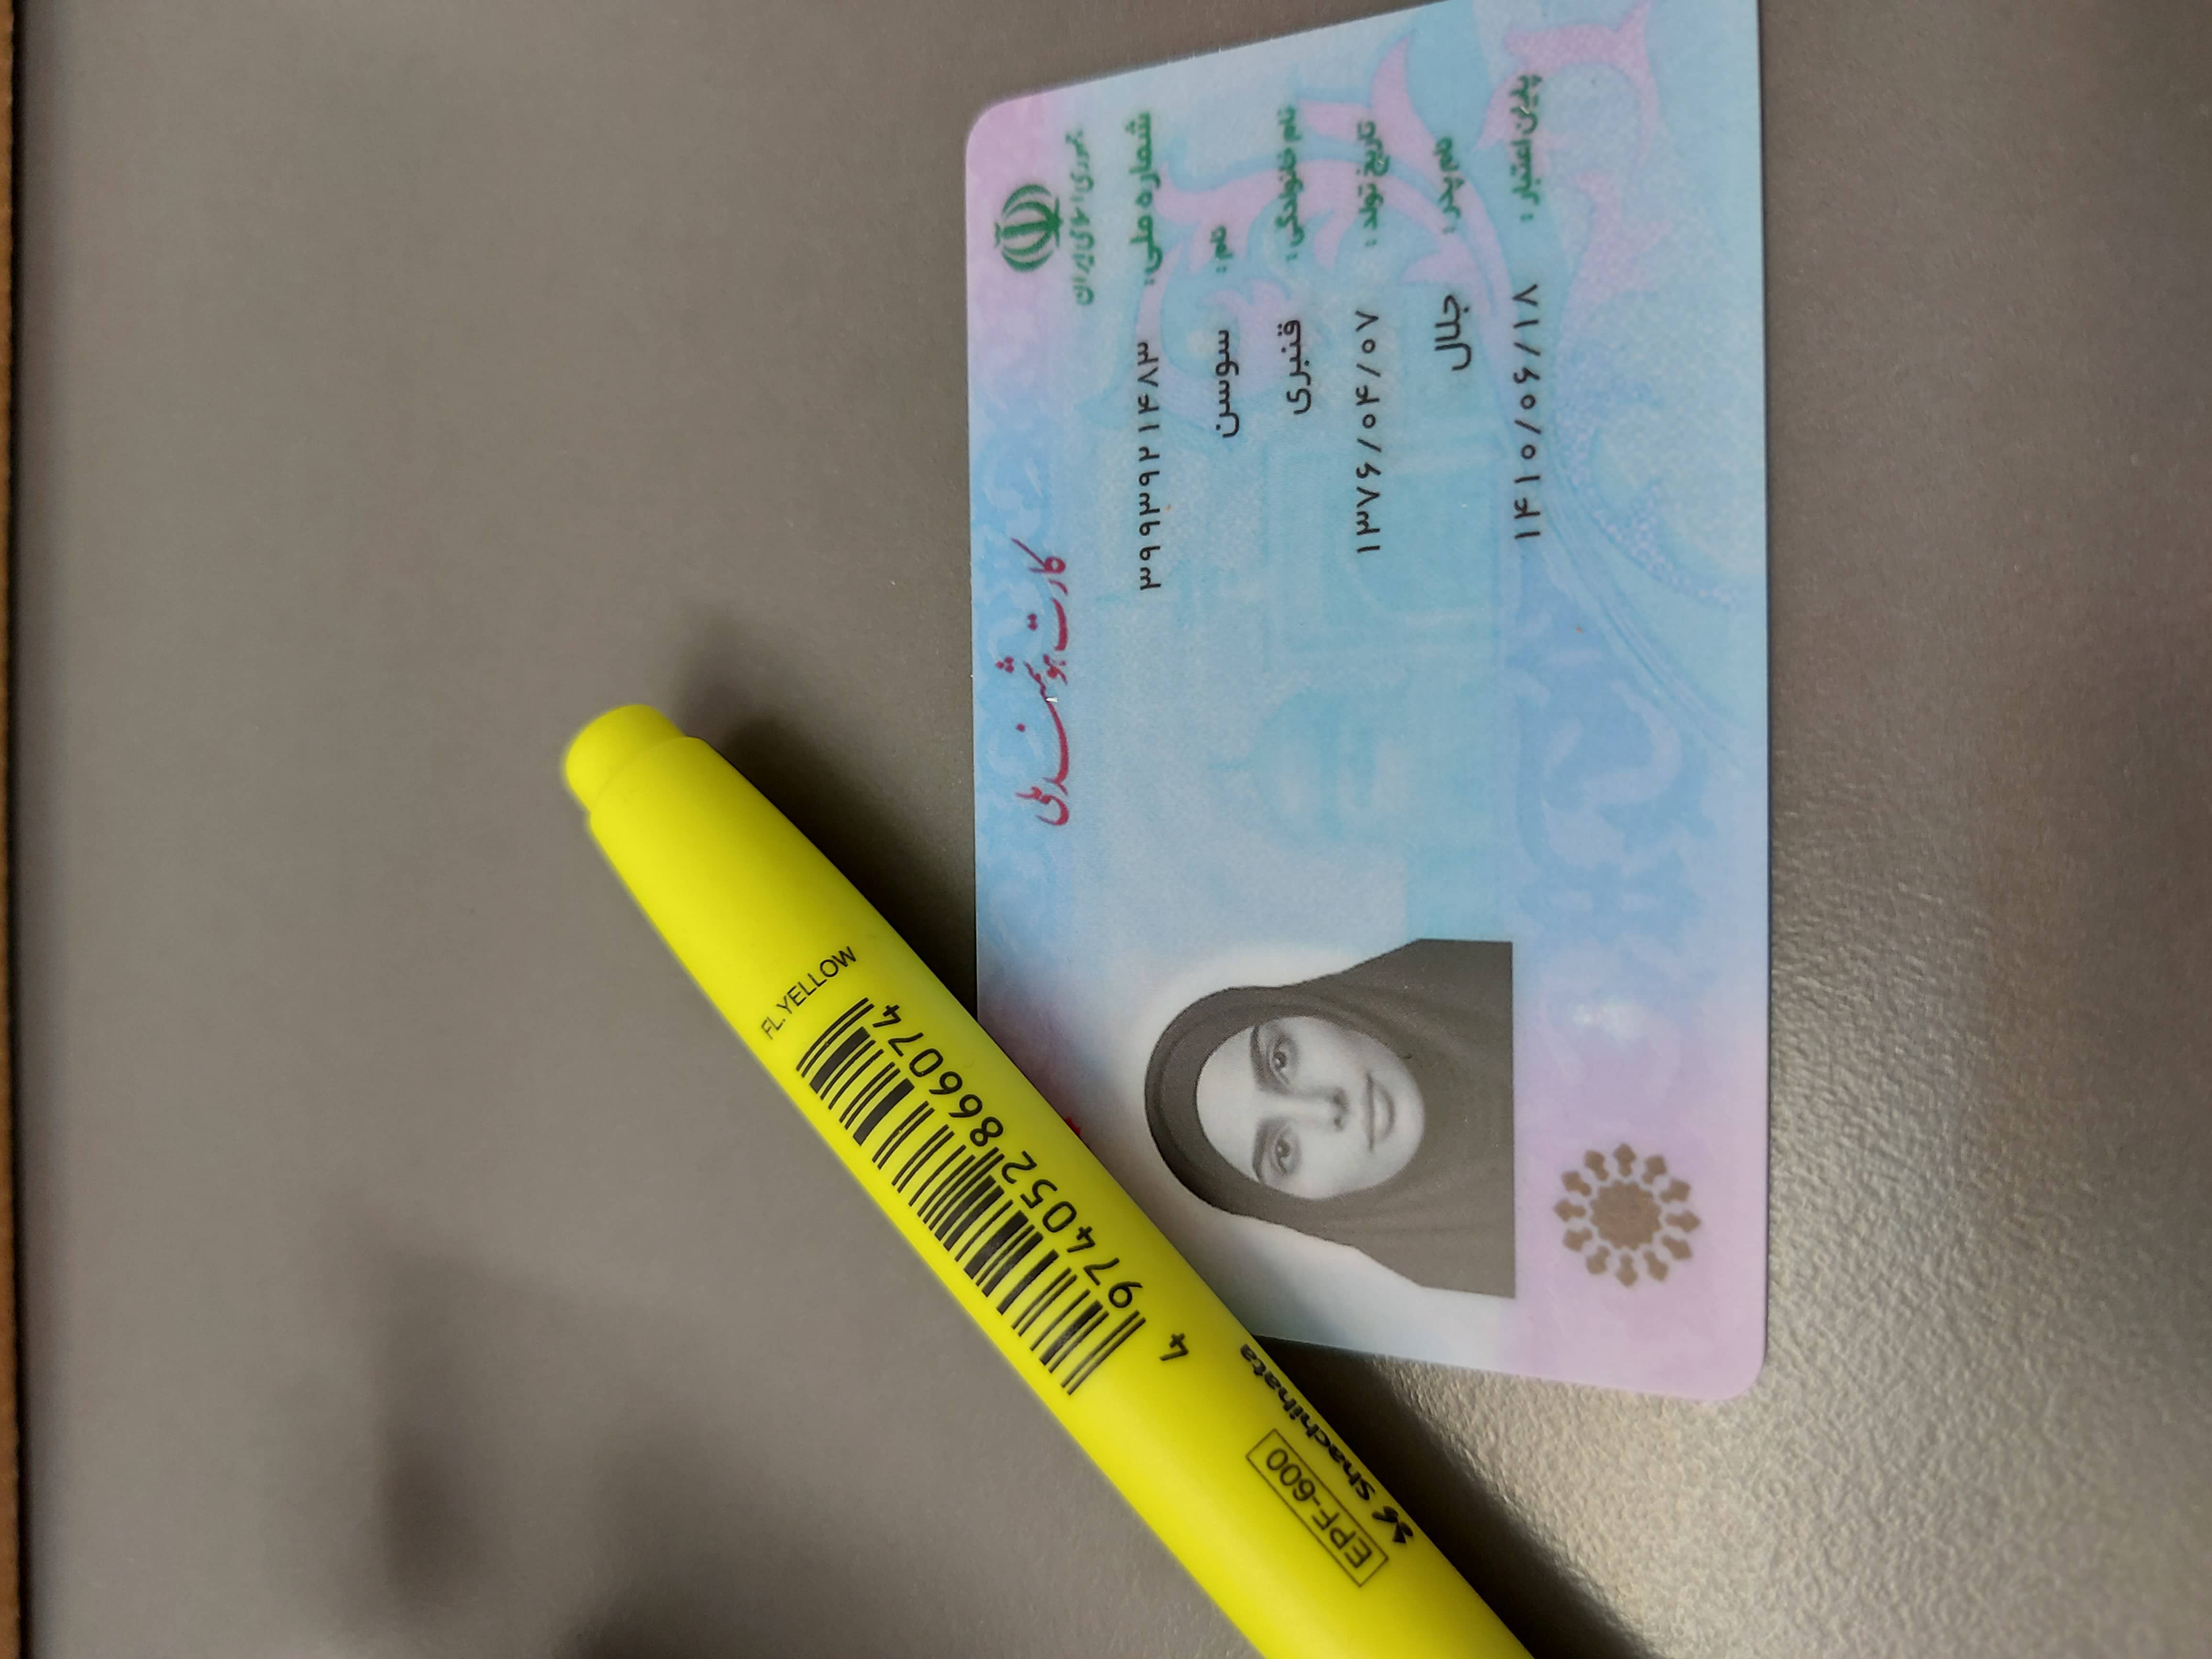 جمهوری اسلامی ایران
کارت هوشمند ملی
شماره ملی: ۳۹۹۳۹۲۱۴۸۳
نام: سوسن
نام خانوادگی: قنبری
تاریخ تولد: ۱۳۷۶/۰۴/۰۷
نام پدر: جلال
پایان اعتبار: ۱۴۱۰/۰۶/۱۸
FL.YELLOW
4 974052 866074
Shachihata
EPF-600